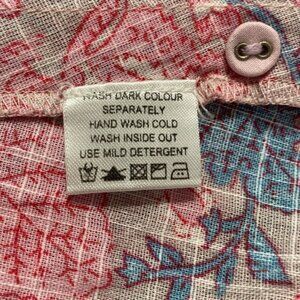 WASH DARK COLOUR
SEPARATELY
HAND WASH COLD
WASH INSIDE OUT
USE MILD DETERGENT